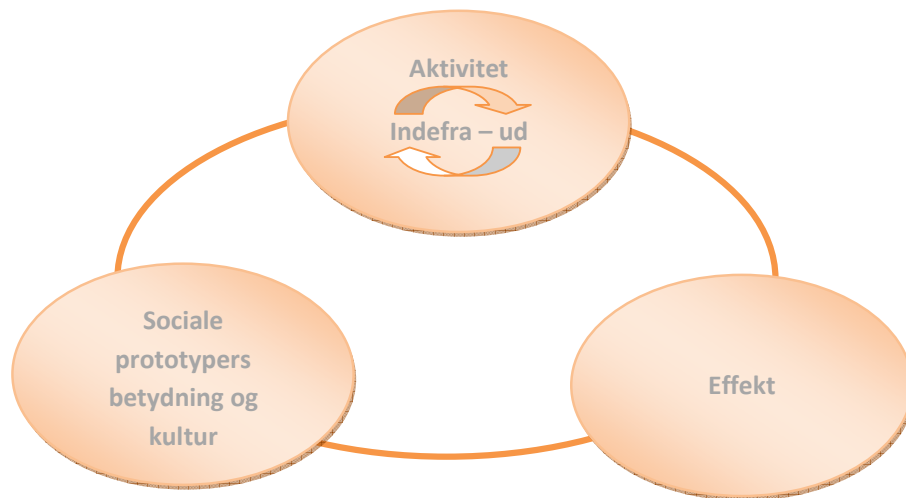 Aktivitet
Indefra – ud
Sociale
prototypers
betydning og
kultur
Effekt